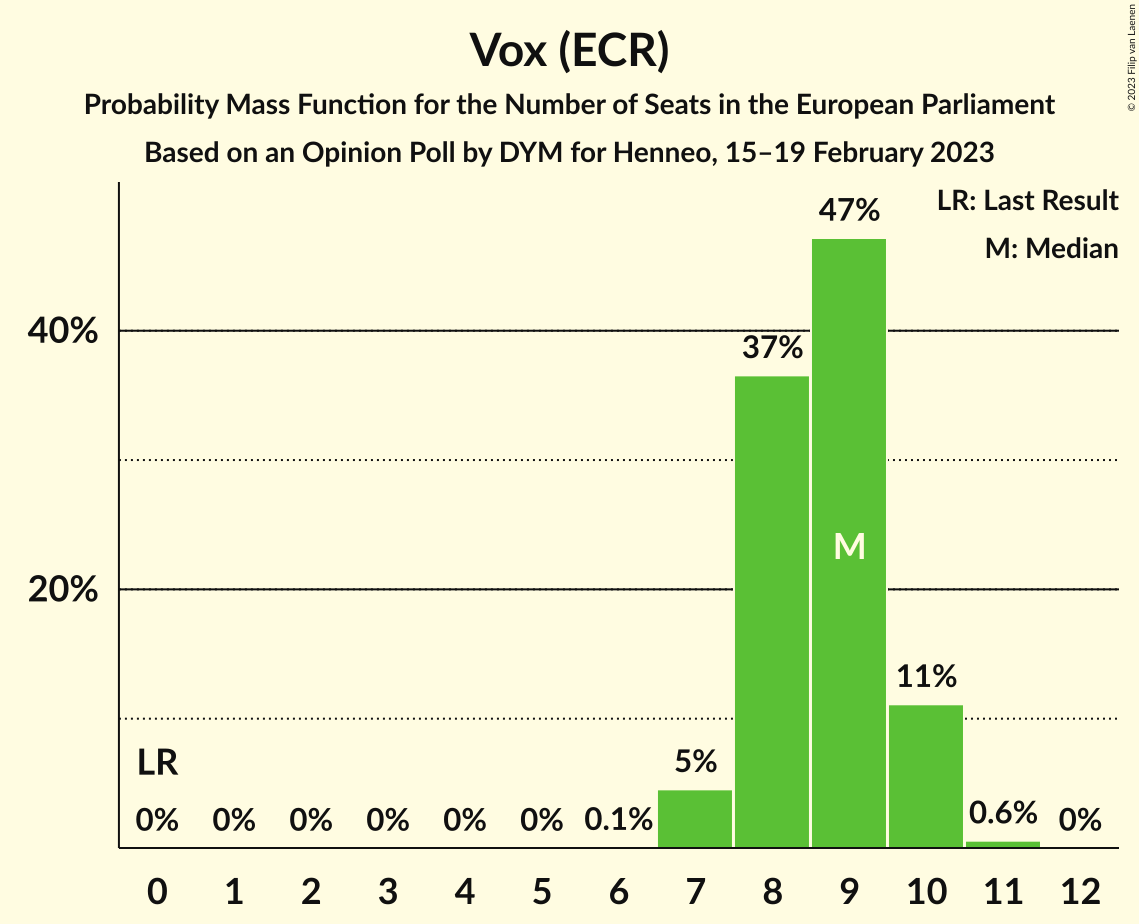 Vox (ECR)
Probability Mass Function for the Number of Seats in the European Parliament
Based on an Opinion Poll by DYM for Henneo, 15–19 February 2023
© 2023 Filip van Laenen
LR: Last Result
M: Median
47%
40%
37%
M
20%
11%
LR
5%
0% 0% 0% 0% 0% 0% 0.1% 0.6% 0%
0 1 2 3 4 5 6 7 8 9 10 11 12